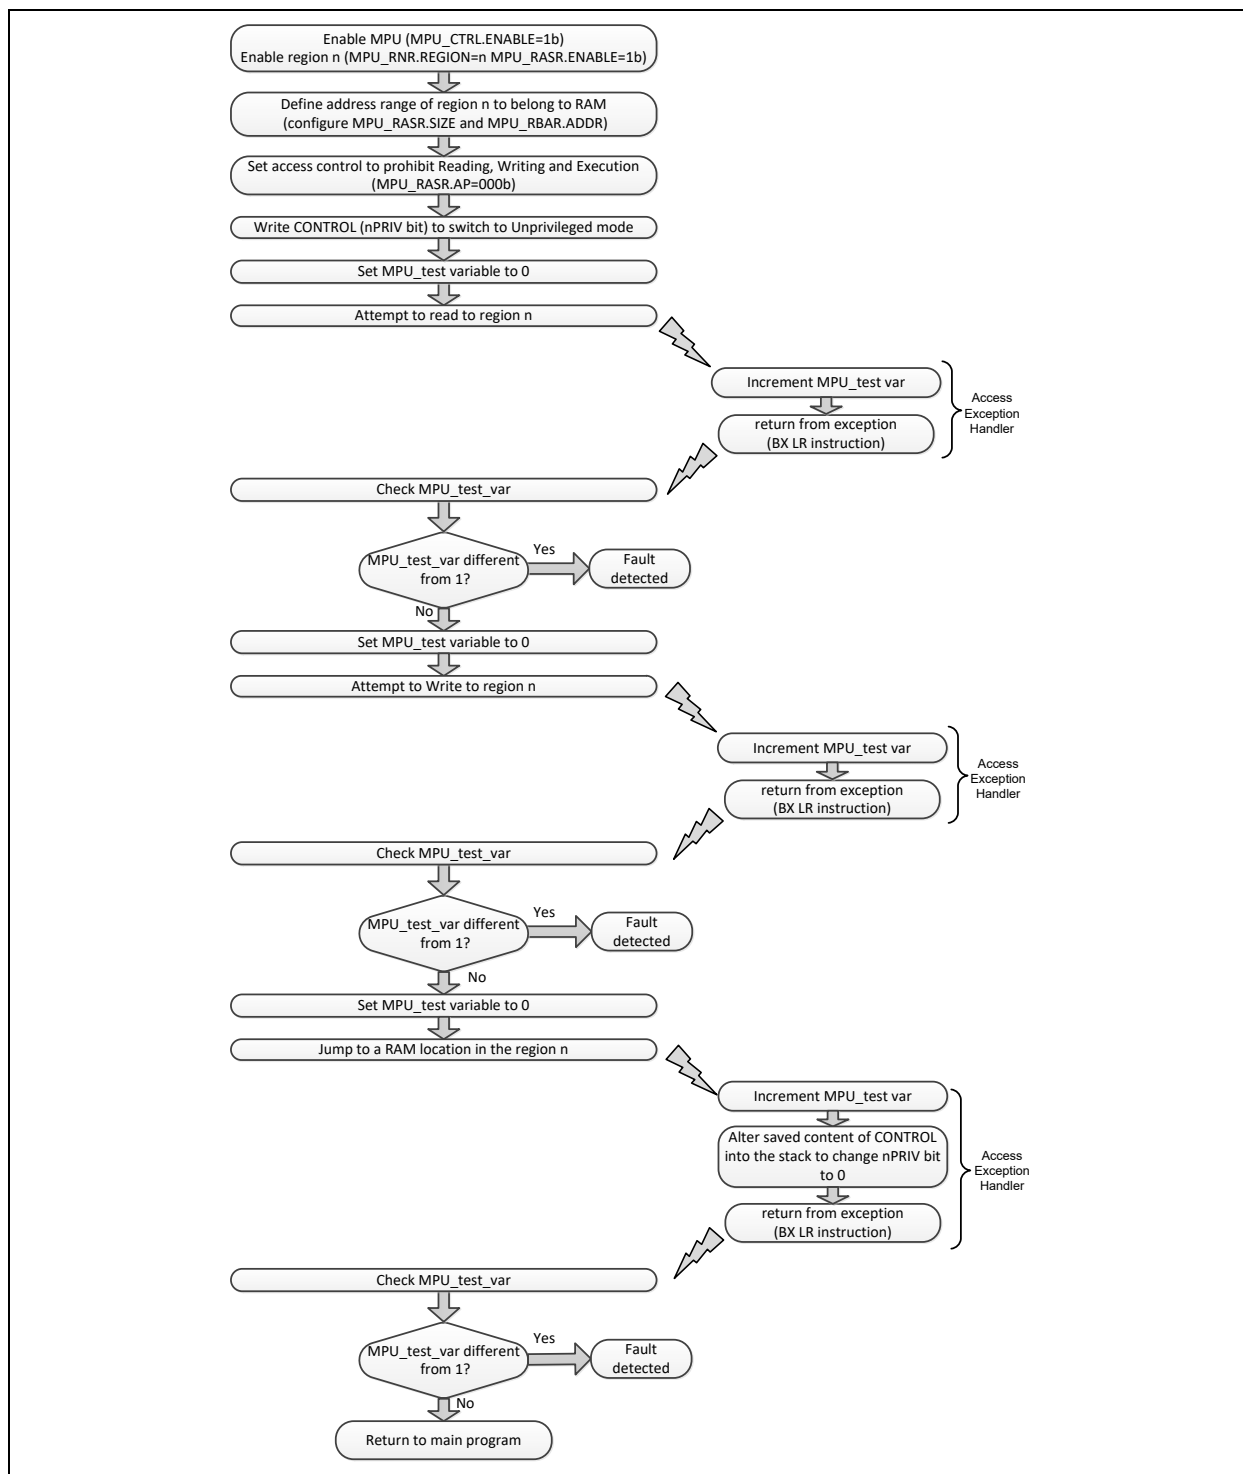 Enable MPU (MPU_CTRL.ENABLE=1b)
Enable region n (MPU_RNR.REGION=n MPU_RASR.ENABLE=1b)
Define address range of region n to belong to RAM
(configure MPU_RASR.SIZE and MPU_RBAR.ADDR)
Set access control to prohibit Reading, Writing and Execution
(MPU_RASR.AP=000b)
Write CONTROL (nPRIV bit) to switch to Unprivileged mode
Set MPU_test variable to 0
Attempt to read to region n
Increment MPU_test var
return from exception
(BX LR instruction)
Access
Exception
Handler
Check MPU_test_var
MPU_test_var different
from 1?
Yes
Fault
detected
No
Set MPU_test variable to 0
Attempt to Write to region n
Increment MPU_test var
return from exception
(BX LR instruction)
Access
Exception
Handler
Check MPU_test_var
MPU_test_var different
from 1?
Yes
Fault
detected
No
Set MPU_test variable to 0
Jump to a RAM location in the region n
Increment MPU_test var
Alter saved content of CONTROL
into the stack to change nPRIV bit
to 0
return from exception
(BX LR instruction)
Access
Exception
Handler
Check MPU_test_var
MPU_test_var different
from 1?
Yes
Fault
detected
No
Return to main program